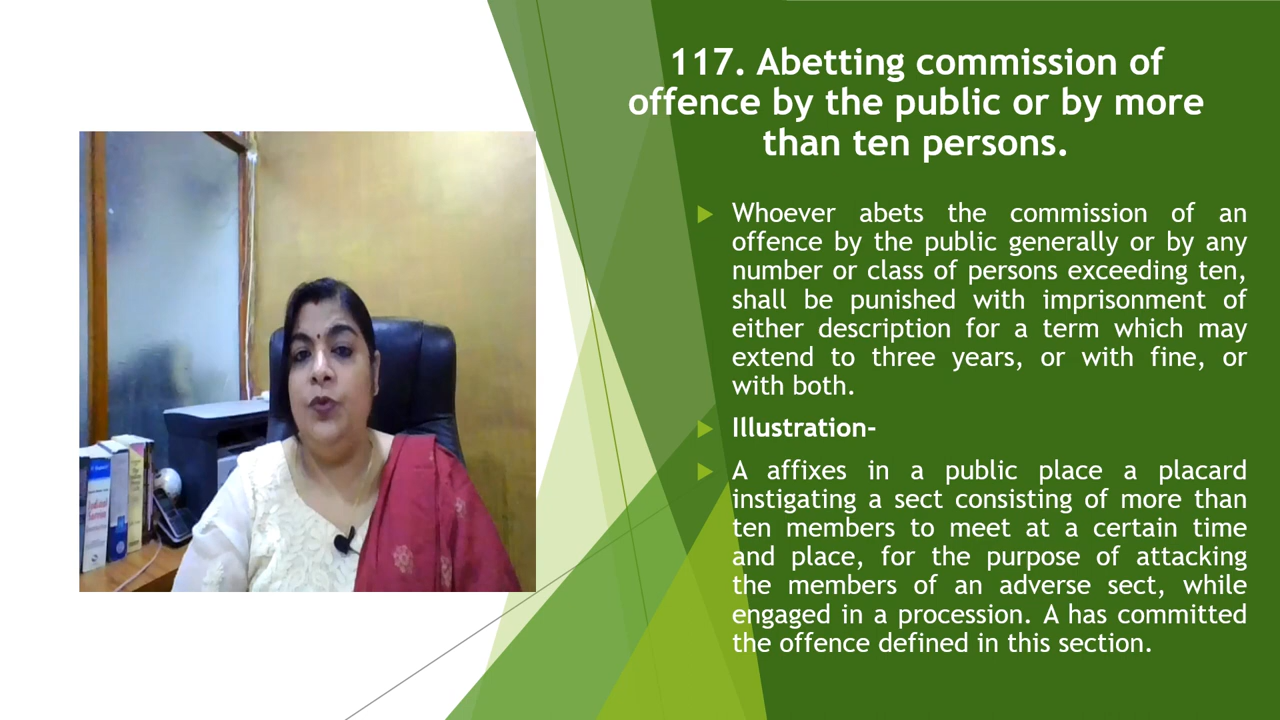 117. Abetting commission of
offence by the public or by more
than ten persons.
Whoever abets the commission of an
offence by the public generally or by any
number or class of persons exceeding ten,
shall be punished with imprisonment of
either description for a term which may
extend to three years, or with fine, or
with both.
Illustration-
A affixes in a public place a placard
instigating a sect consisting of more than
ten members to meet at a certain time
and place, for the purpose of attacking
the members of an adverse sect, while
engaged in a procession. A has committed
the offence defined in this section.